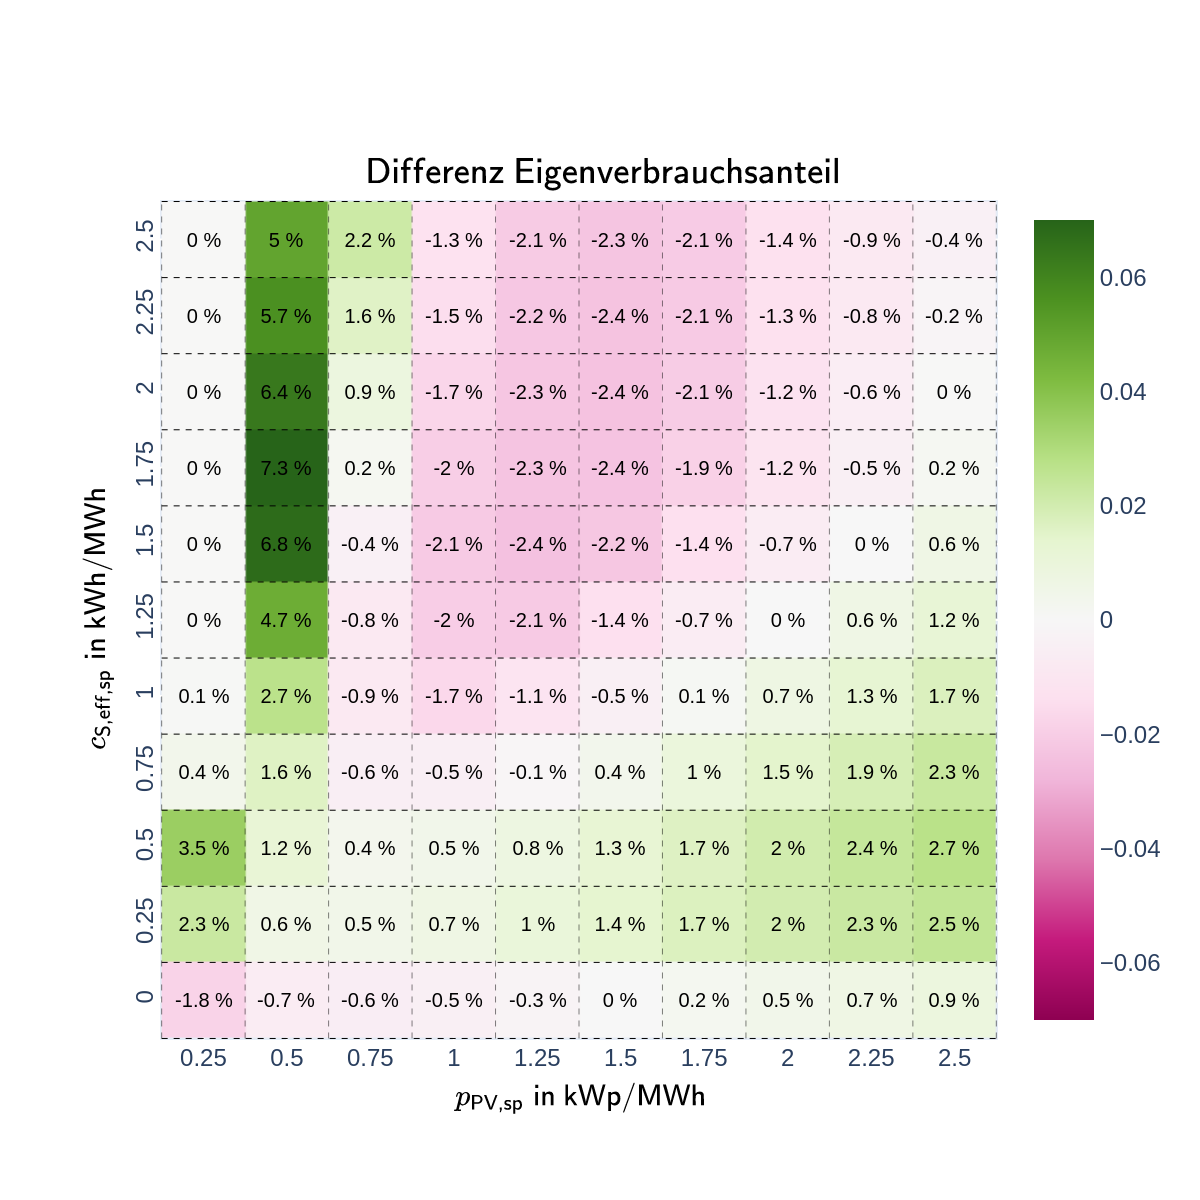 Differenz Eigenverbrauchsanteil
2.5 0 % 5 % 2.2 % -1.3 % -2.1 % -2.3 % -2.1 % -1.4 % -0.9 % -0.4 %
2.25 0 % 5.7 % 1.6 % -1.5 % -2.2 % -2.4 % -2.1 % -1.3 % -0.8 % -0.2 %
2 0 % 6.4 % 0.9 % -1.7 % -2.3 % -2.4 % -2.1 % -1.2 % -0.6 % 0 %
1.75 0 % 7.3 % 0.2 % -2 % -2.3 % -2.4 % -1.9 % -1.2 % -0.5 % 0.2 %
1.5 0 % 6.8 % -0.4 % -2.1 % -2.4 % -2.2 % -1.4 % -0.7 % 0 % 0.6 %
1.25 0 % 4.7 % -0.8 % -2 % -2.1 % -1.4 % -0.7 % 0 % 0.6 % 1.2 %
1 0.1 % 2.7 % -0.9 % -1.7 % -1.1 % -0.5 % 0.1 % 0.7 % 1.3 % 1.7 %
0.75 0.4 % 1.6 % -0.6 % -0.5 % -0.1 % 0.4 % 1 % 1.5 % 1.9 % 2.3 %
0.5 3.5 % 1.2 % 0.4 % 0.5 % 0.8 % 1.3 % 1.7 % 2 % 2.4 % 2.7 %
0.25 2.3 % 0.6 % 0.5 % 0.7 % 1 % 1.4 % 1.7 % 2 % 2.3 % 2.5 %
0 -1.8 % -0.7 % -0.6 % -0.5 % -0.3 % 0 % 0.2 % 0.5 % 0.7 % 0.9 %
0.25 0.5 0.75 1 1.25 1.5 1.75 2 2.25 2.5
p_PV,sp in kWp/MWh
c_S,eff,sp in kWh/MWh
0.06
0.04
0.02
0
−0.02
−0.04
−0.06